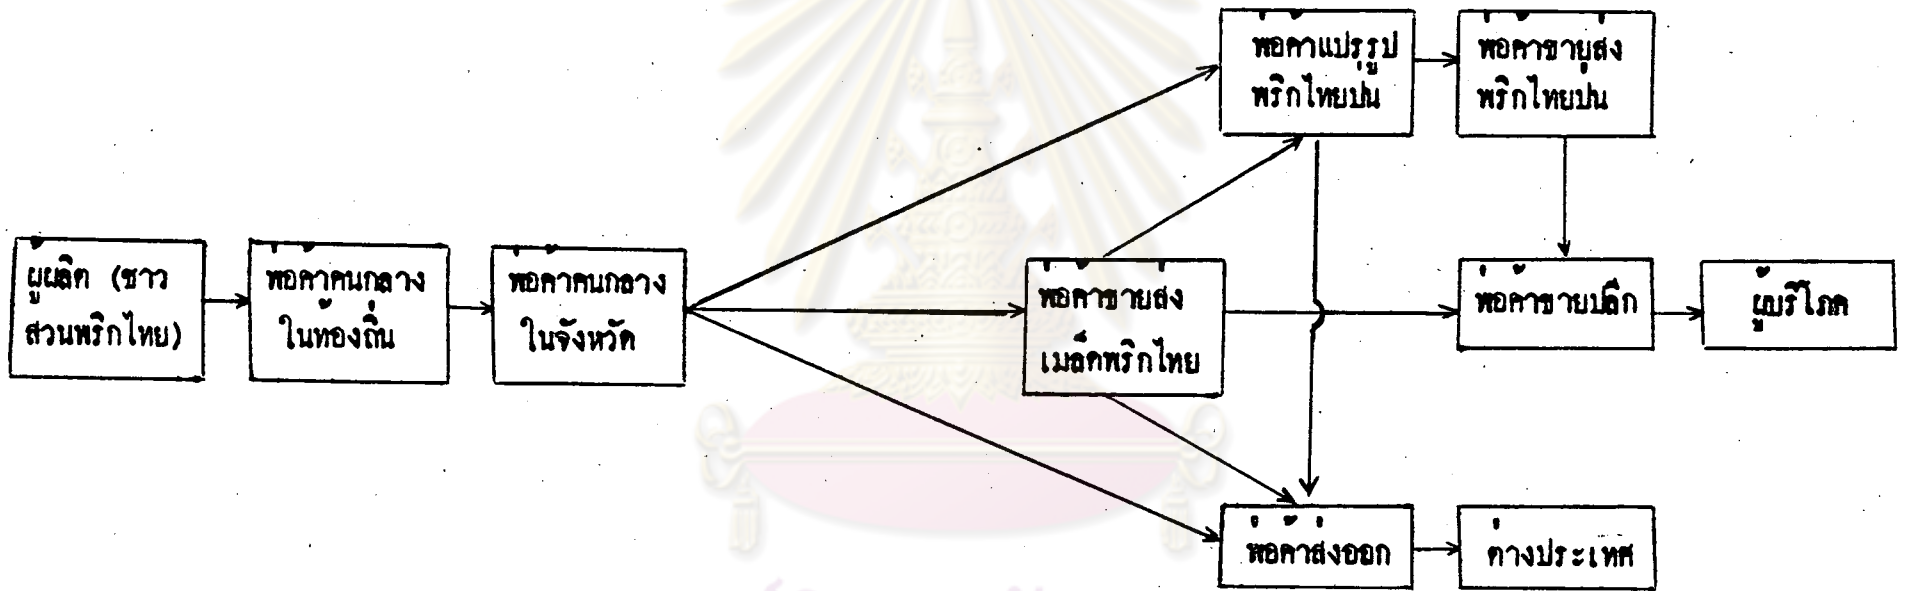 ผู้ผลิต (ชาว
สวนพริกไทย)
พ่อค้าคนกลาง
ในท้องถิ่น
พ่อค้าคนกลาง
ในจังหวัด
พ่อค้าแปรรูป
พริกไทยป่น
พ่อค้าขายส่ง
พริกไทยป่น
พ่อค้าขายส่ง
เมล็ดพริกไทย
พ่อค้าขายปลีก
ผู้บริโภค
พ่อค้าส่งออก
ต่างประเทศ